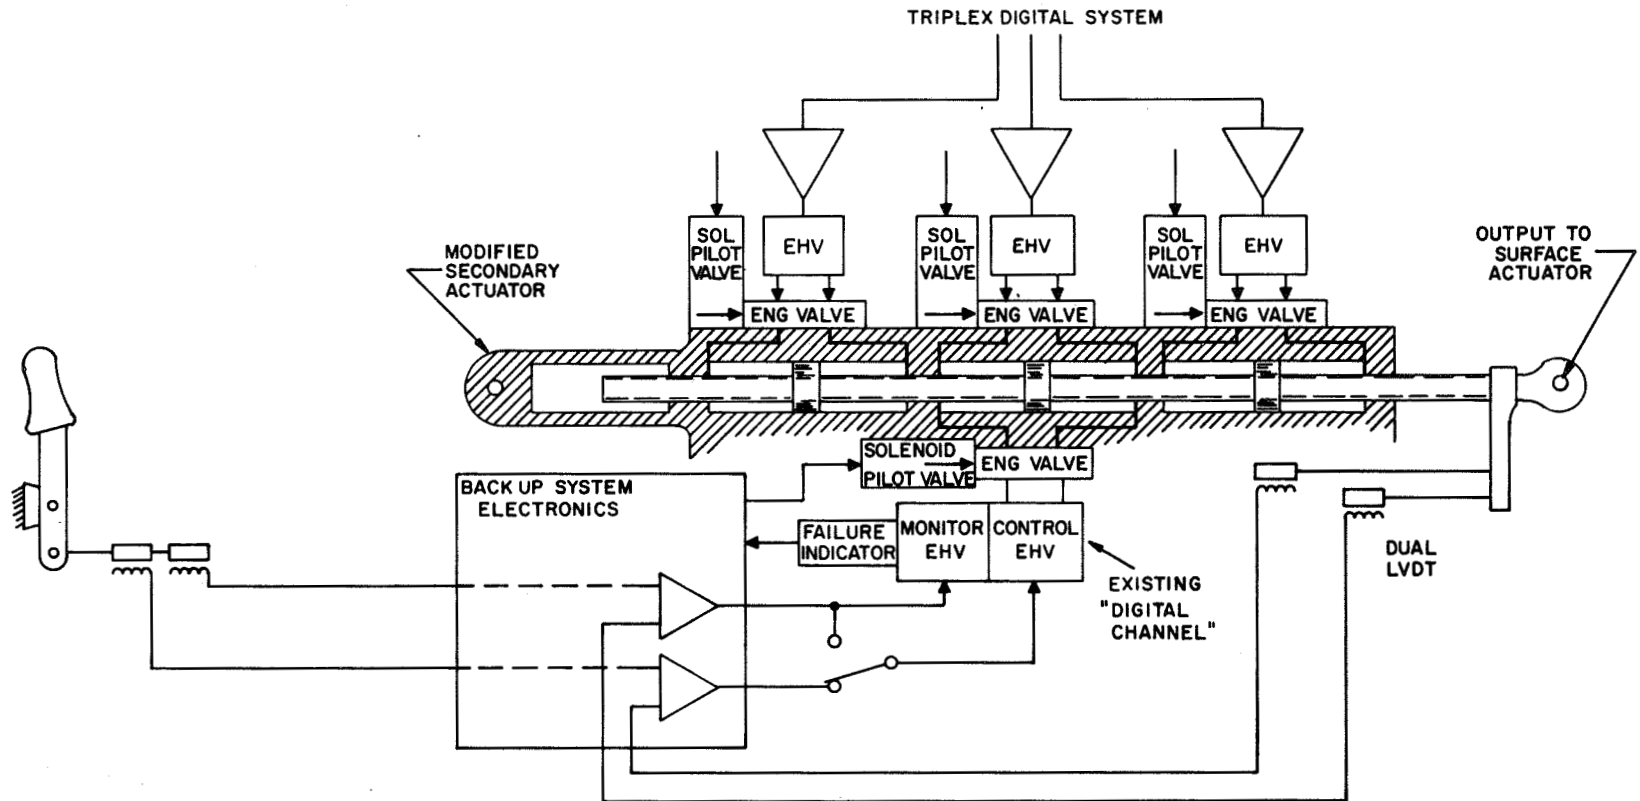 TRIPLEX DIGITAL SYSTEM
MODIFIED
SECONDARY
ACTUATOR
SOL
PILOT
VALVE
EHV
ENG VALVE
SOL
PILOT
VALVE
EHV
ENG VALVE
SOL
PILOT
VALVE
EHV
ENG VALVE
OUTPUT TO
SURFACE
ACTUATOR
SOLENOID
PILOT VALVE
ENG VALVE
BACK UP SYSTEM
ELECTRONICS
FAILURE
INDICATOR
MONITOR
EHV
CONTROL
EHV
EXISTING
"DIGITAL
CHANNEL"
DUAL
LVDT